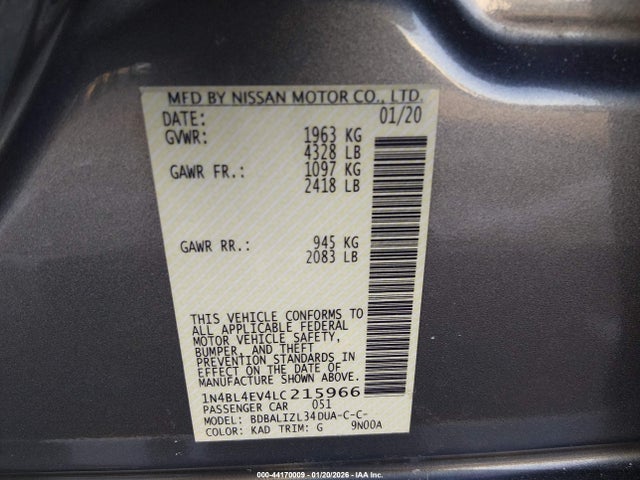 MFD BY NISSAN MOTOR CO., LTD.
DATE: 01/20
GVWR: 1963 KG
4328 LB
GAWR FR.: 1097 KG
2418 LB
GAWR RR.: 945 KG
2083 LB
THIS VEHICLE CONFORMS TO
ALL APPLICABLE FEDERAL
MOTOR VEHICLE SAFETY,
BUMPER, AND THEFT
PREVENTION STANDARDS IN
EFFECT ON THE DATE OF
MANUFACTURE SHOWN ABOVE.
1N4BL4EV4LC215966
PASSENGER CAR 051
MODEL: BDBALIZL34DUA-C-C-
COLOR: KAD TRIM: G 9N00A
000-44170009 - 01/20/2026 - IAA Inc.